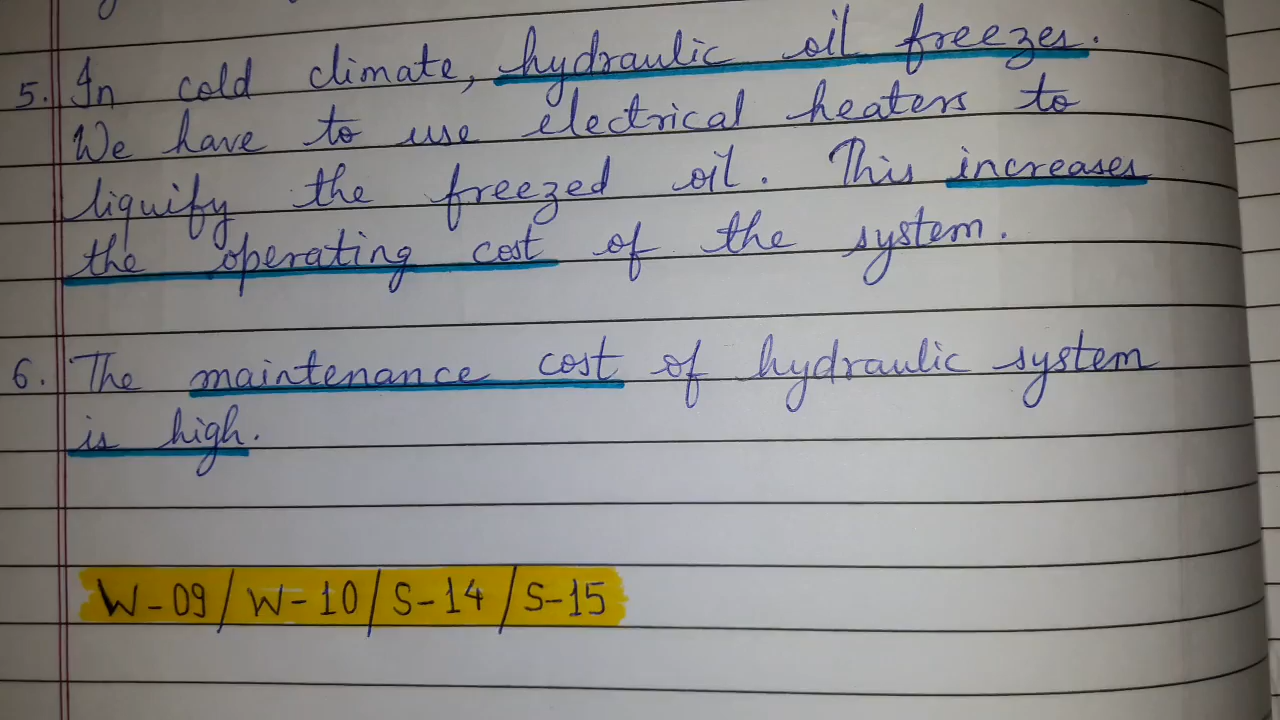 5. In cold climate, hydraulic oil freezes.
We have to use electrical heaters to
liquify the freezed oil. This increases
the operating cost of the system.
6. The maintenance cost of hydraulic system
is high.
W-09/W-10/S-14/S-15